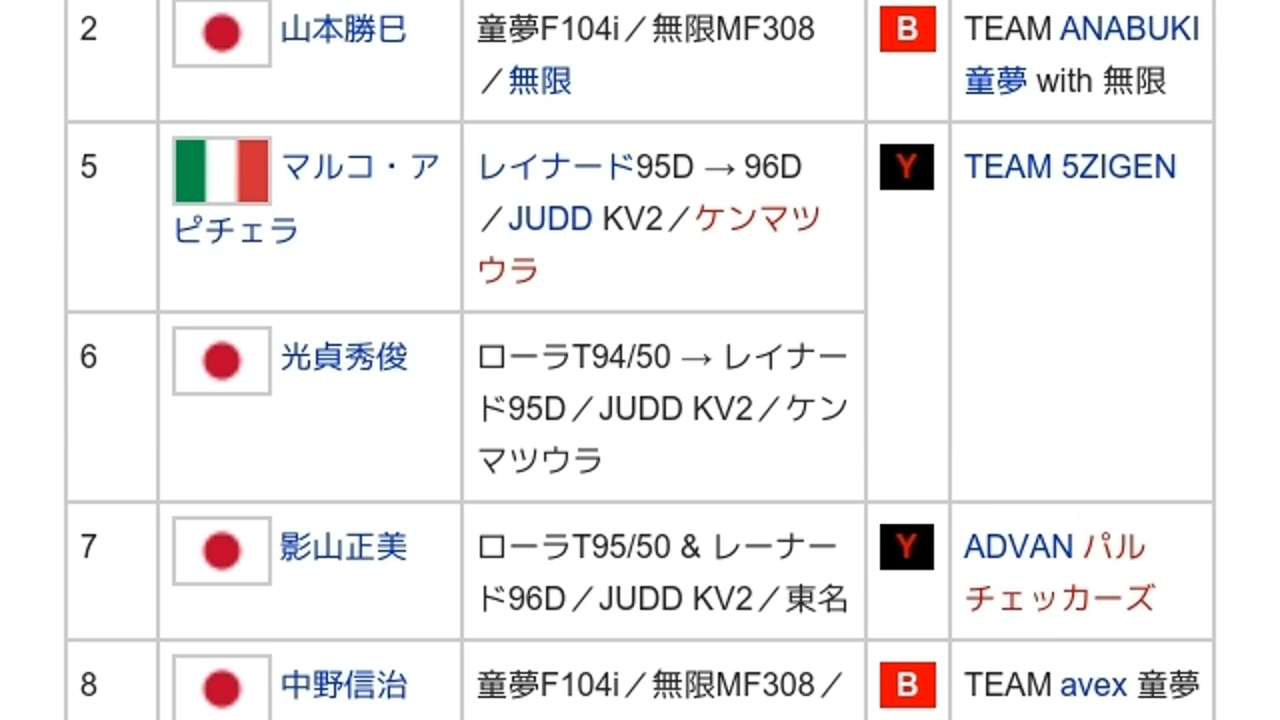 2
山本勝巳
童夢F104i／無限MF308
／無限
B
TEAM ANABUKI
童夢 with 無限
5
マルコ・ア
ピチェラ
レイナード95D → 96D
／JUDD KV2／ケンマツ
ウラ
Y
TEAM 5ZIGEN
6
光貞秀俊
ローラT94/50 → レイナー
ド95D／JUDD KV2／ケン
マツウラ
7
影山正美
ローラT95/50 & レーナー
ド96D／JUDD KV2／東名
Y
ADVAN パル
チェッカーズ
8
中野信治
童夢F104i／無限MF308／
B
TEAM avex 童夢